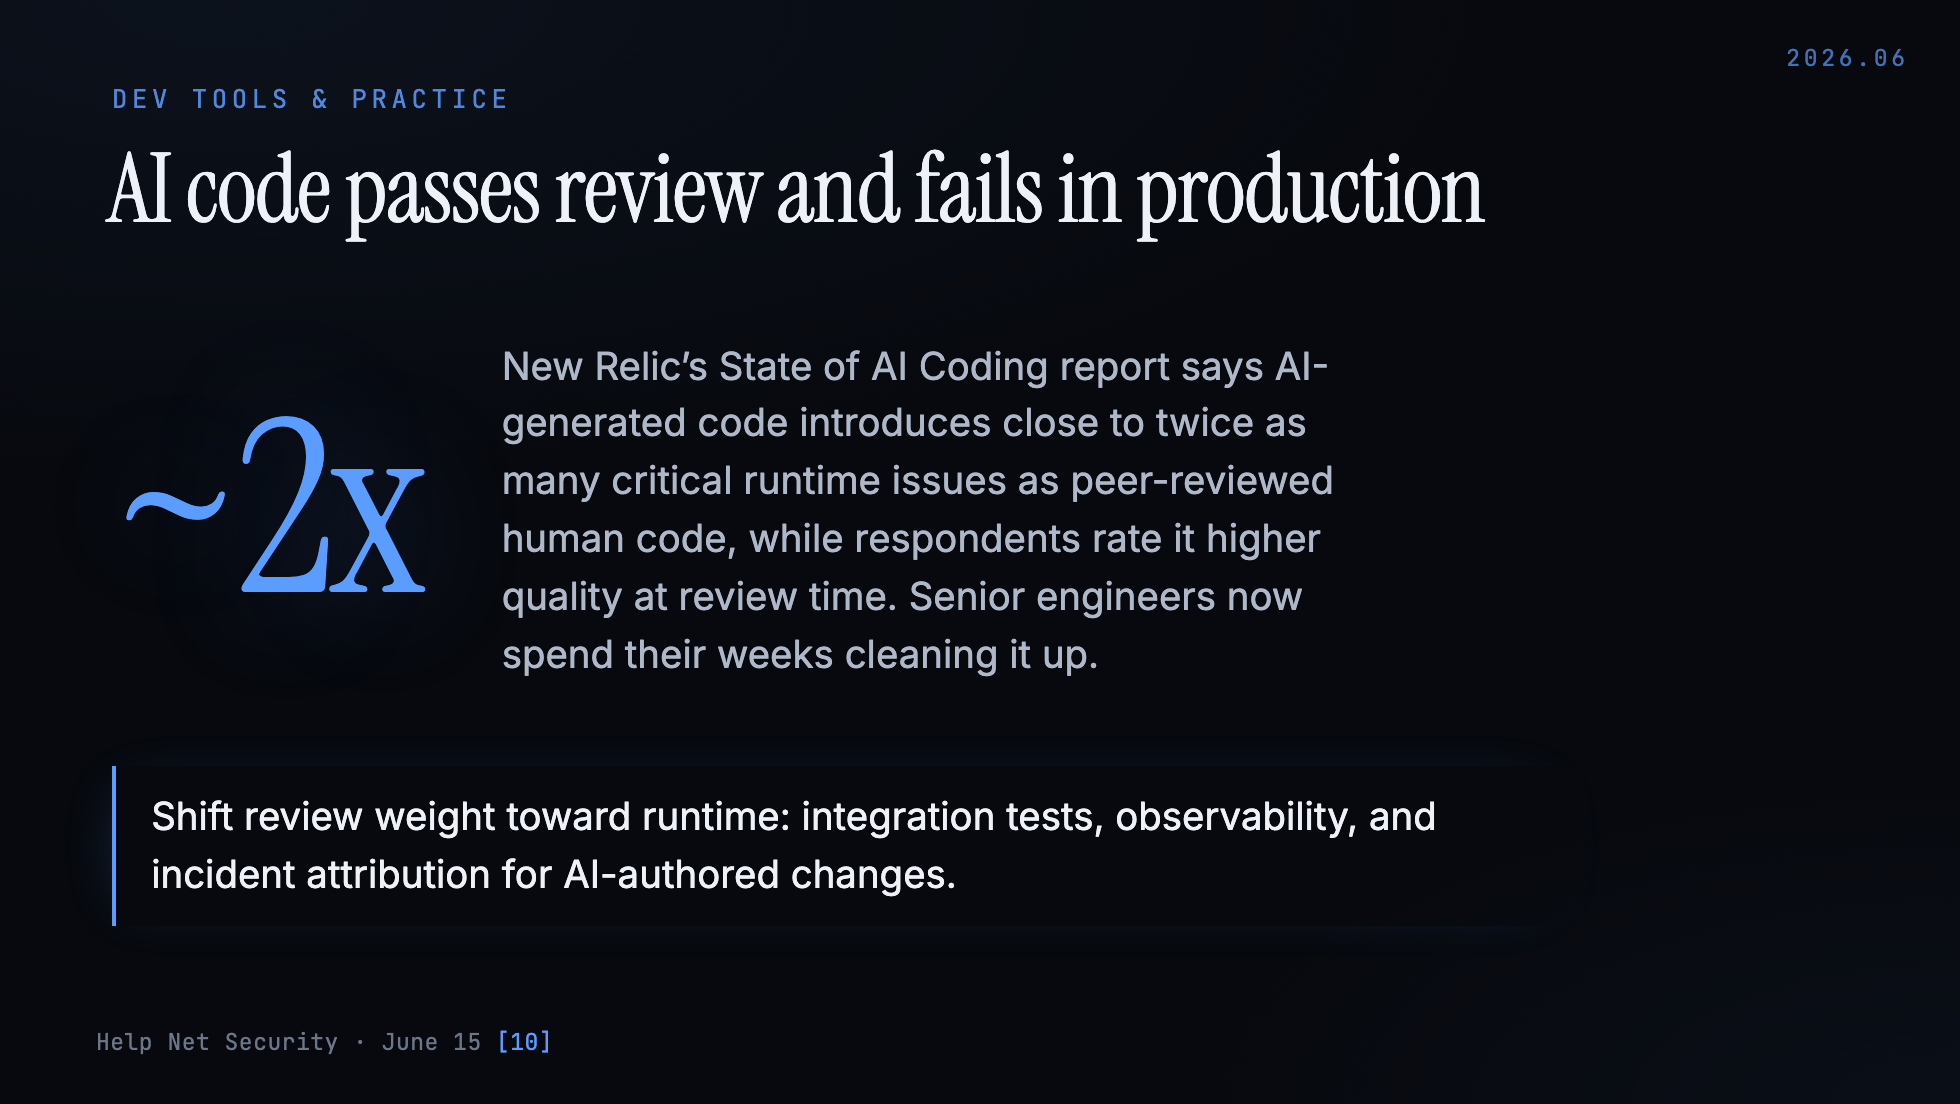 2026.06
DEV TOOLS & PRACTICE
AI code passes review and fails in production
~2x
New Relic’s State of AI Coding report says AI-
generated code introduces close to twice as
many critical runtime issues as peer-reviewed
human code, while respondents rate it higher
quality at review time. Senior engineers now
spend their weeks cleaning it up.
Shift review weight toward runtime: integration tests, observability, and
incident attribution for AI-authored changes.
Help Net Security · June 15 [10]